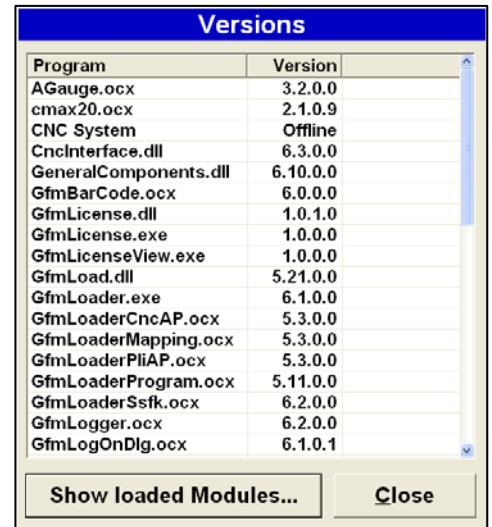 Versions
Program Version
AGauge.ocx 3.2.0.0
cmax20.ocx 2.1.0.9
CNC System Offline
CncInterface.dll 6.3.0.0
GeneralComponents.dll 6.10.0.0
GfmBarCode.ocx 6.0.0.0
GfmLicense.dll 1.0.1.0
GfmLicense.exe 1.0.0.0
GfmLicenseView.exe 1.0.0.0
GfmLoad.dll 5.21.0.0
GfmLoader.exe 6.1.0.0
GfmLoaderCncAP.ocx 5.3.0.0
GfmLoaderMapping.ocx 5.3.0.0
GfmLoaderPliAP.ocx 5.3.0.0
GfmLoaderProgram.ocx 5.11.0.0
GfmLoaderSsfk.ocx 6.2.0.0
GfmLogger.ocx 6.2.0.0
GfmLogOnDlg.ocx 6.1.0.1
Show loaded Modules... Close